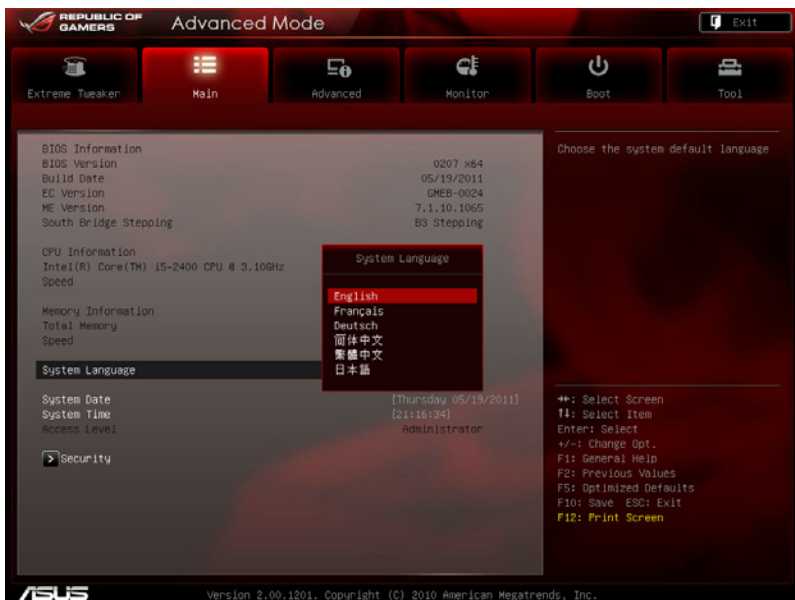 REPUBLIC OF
GAMERS
Advanced Mode
Exit
Extreme Tweaker
Main
Advanced
Monitor
Boot
Tool
BIOS Information
BIOS Version 0207 x64
Build Date 05/19/2011
EC Version GMEB-0024
ME Version 7.1.10.1065
South Bridge Stepping B3 Stepping
CPU Information
Intel(R) Core(TM) i5-2400 CPU @ 3.10GHz
Speed
Memory Information
Total Memory
Speed
System Language
System Date [Thursday 05/19/2011]
System Time [21:16:34]
Access Level Administrator
Security
System Language
English
Français
Deutsch
简体中文
繁體中文
日本語
Choose the system default language
→←: Select Screen
↑↓: Select Item
Enter: Select
+/-: Change Opt.
F1: General Help
F2: Previous Values
F5: Optimized Defaults
F10: Save ESC: Exit
F12: Print Screen
ASUS
Version 2.00.1201. Copyright (C) 2010 American Megatrends, Inc.